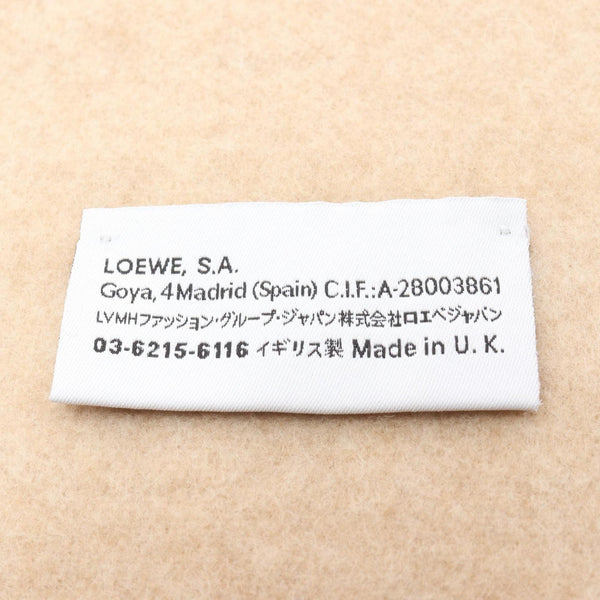 LOEWE, S.A.
Goya, 4 Madrid (Spain) C.I.F.:A-28003861
LVMHファッション・グループ・ジャパン株式会社ロエベジャパン
03-6215-6116 イギリス製 Made in U. K.